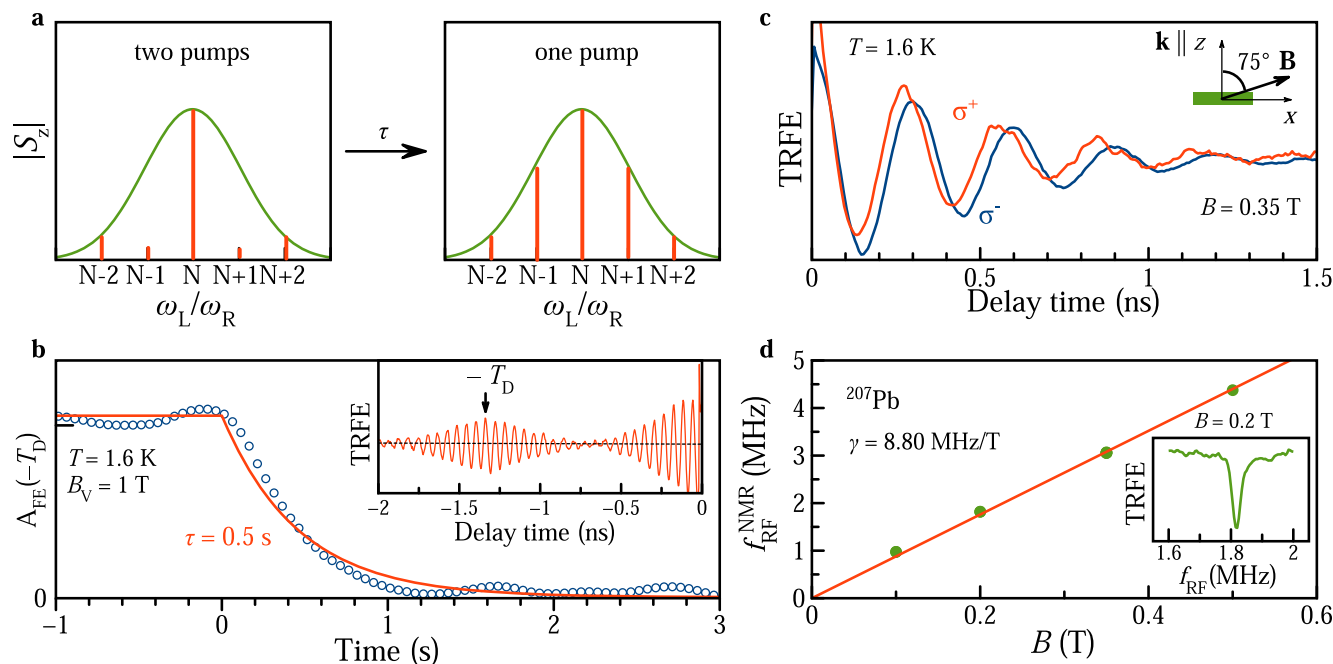 a
two pumps
|S_z|
N-2 N-1 N N+1 N+2
ω_L/ω_R
τ
one pump
N-2 N-1 N N+1 N+2
ω_L/ω_R
b
A_FE(−T_D)
T = 1.6 K
B_V = 1 T
τ = 0.5 s
0
-1 0 1 2 3
Time (s)
− T_D
TRFE
−2 −1.5 −1 −0.5 0
Delay time (ns)
c
T = 1.6 K
k || z
75° B
x
σ⁺
σ⁻
B = 0.35 T
TRFE
0 0.5 1 1.5
Delay time (ns)
d
5
4
3
2
1
0
f_RF^NMR (MHz)
²⁰⁷Pb
γ = 8.80 MHz/T
B = 0.2 T
TRFE
1.6 1.8 2
f_RF(MHz)
0 0.2 0.4 0.6
B (T)